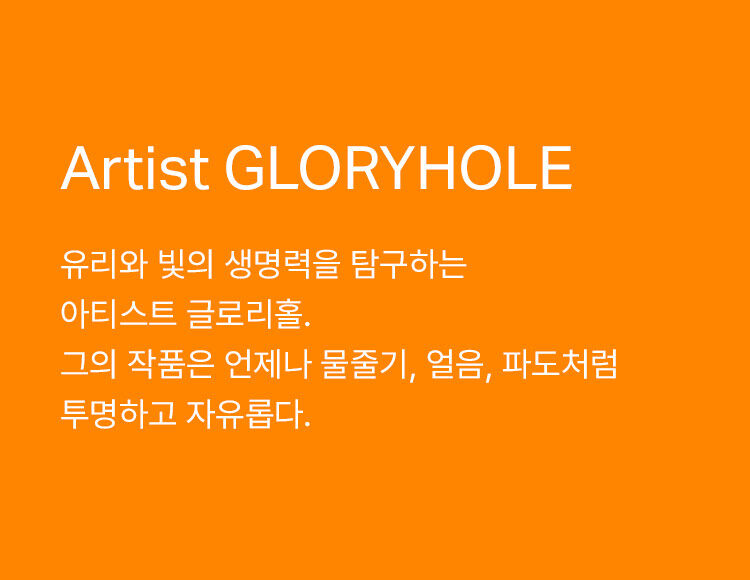 Artist GLORYHOLE
유리와 빛의 생명력을 탐구하는
아티스트 글로리홀.
그의 작품은 언제나 물줄기, 얼음, 파도처럼
투명하고 자유롭다.